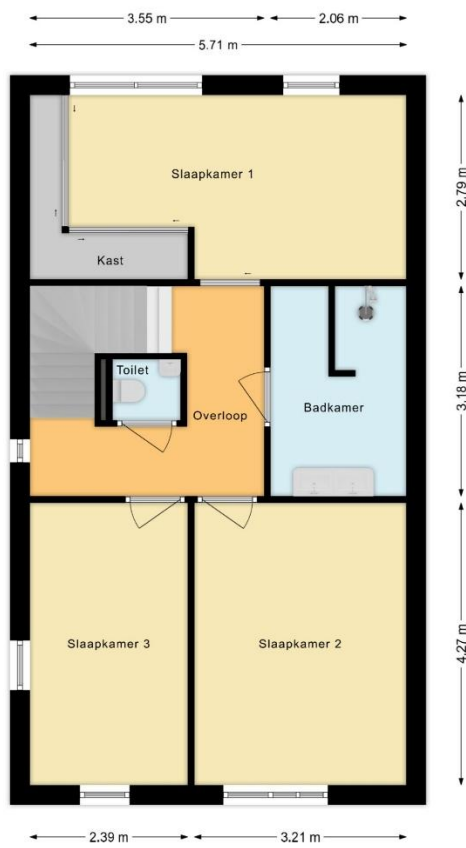 3.55 m
2.06 m
5.71 m
Slaapkamer 1
2.79 m
Kast
Toilet
Overloop
Badkamer
3.18 m
Slaapkamer 3
Slaapkamer 2
4.27 m
2.39 m
3.21 m